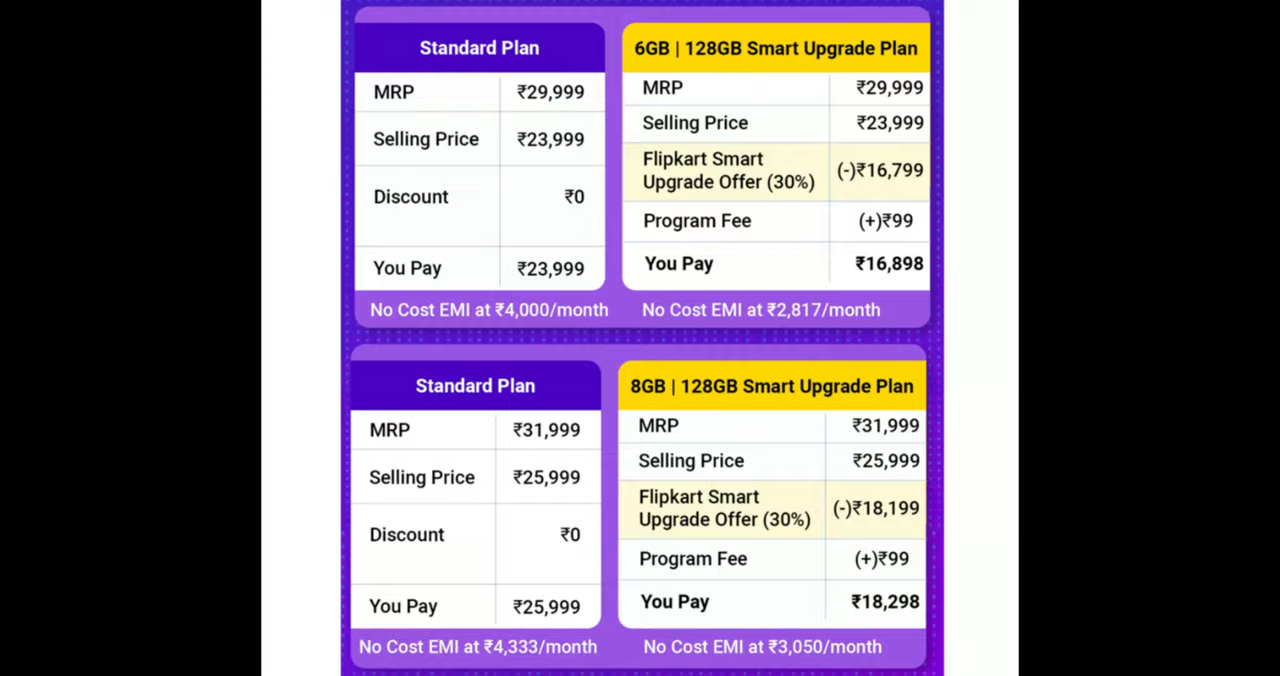 Standard Plan
MRP ₹29,999
Selling Price ₹23,999
Discount ₹0
You Pay ₹23,999
No Cost EMI at ₹4,000/month
6GB | 128GB Smart Upgrade Plan
MRP ₹29,999
Selling Price ₹23,999
Flipkart Smart
Upgrade Offer (30%) (-)₹16,799
Program Fee (+)₹99
You Pay ₹16,898
No Cost EMI at ₹2,817/month
Standard Plan
MRP ₹31,999
Selling Price ₹25,999
Discount ₹0
You Pay ₹25,999
No Cost EMI at ₹4,333/month
8GB | 128GB Smart Upgrade Plan
MRP ₹31,999
Selling Price ₹25,999
Flipkart Smart
Upgrade Offer (30%) (-)₹18,199
Program Fee (+)₹99
You Pay ₹18,298
No Cost EMI at ₹3,050/month